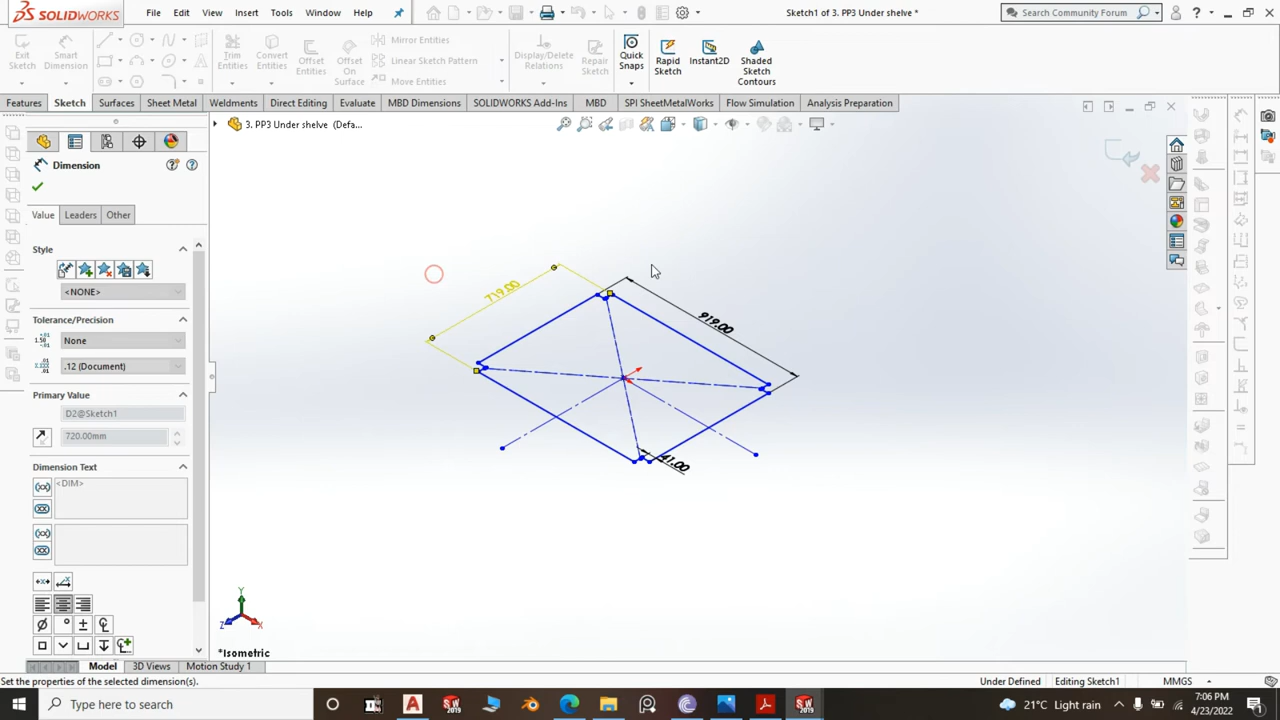 SOLIDWORKS File Edit View Insert Tools Window Help Sketch1 of 3. PP3 Under shelve * Search Community Forum
Exit Sketch Smart Dimension Trim Entities Convert Entities Offset Entities Offset On Surface Mirror Entities Linear Sketch Pattern Move Entities Display/Delete Relations Repair Sketch Quick Snaps Rapid Sketch Instant2D Shaded Sketch Contours
Features Sketch Surfaces Sheet Metal Weldments Direct Editing Evaluate MBD Dimensions SOLIDWORKS Add-Ins MBD SPI SheetMetalWorks Flow Simulation Analysis Preparation
3. PP3 Under shelve (Defa...
Dimension
Value Leaders Other
Style
<NONE>
Tolerance/Precision
None
.12 (Document)
Primary Value
D2@Sketch1
720.00mm
Dimension Text
<DIM>
719.00
919.00
41.00
Y
Z
X
*Isometric
Model 3D Views Motion Study 1
Set the properties of the selected dimension(s). Under Defined Editing Sketch1 MMGS
Type here to search
21°C Light rain
7:06 PM
4/23/2022